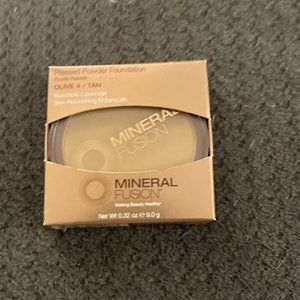 Pressed Powder Foundation
Poudre Pressée
OLIVE 4 - TAN
Buildable Coverage
Skin Nourishing Botanicals
MINERAL
FUSION
MINERAL
FUSION
Making Beauty Healthy
Net Wt 0.32 oz ℮ 9.0 g